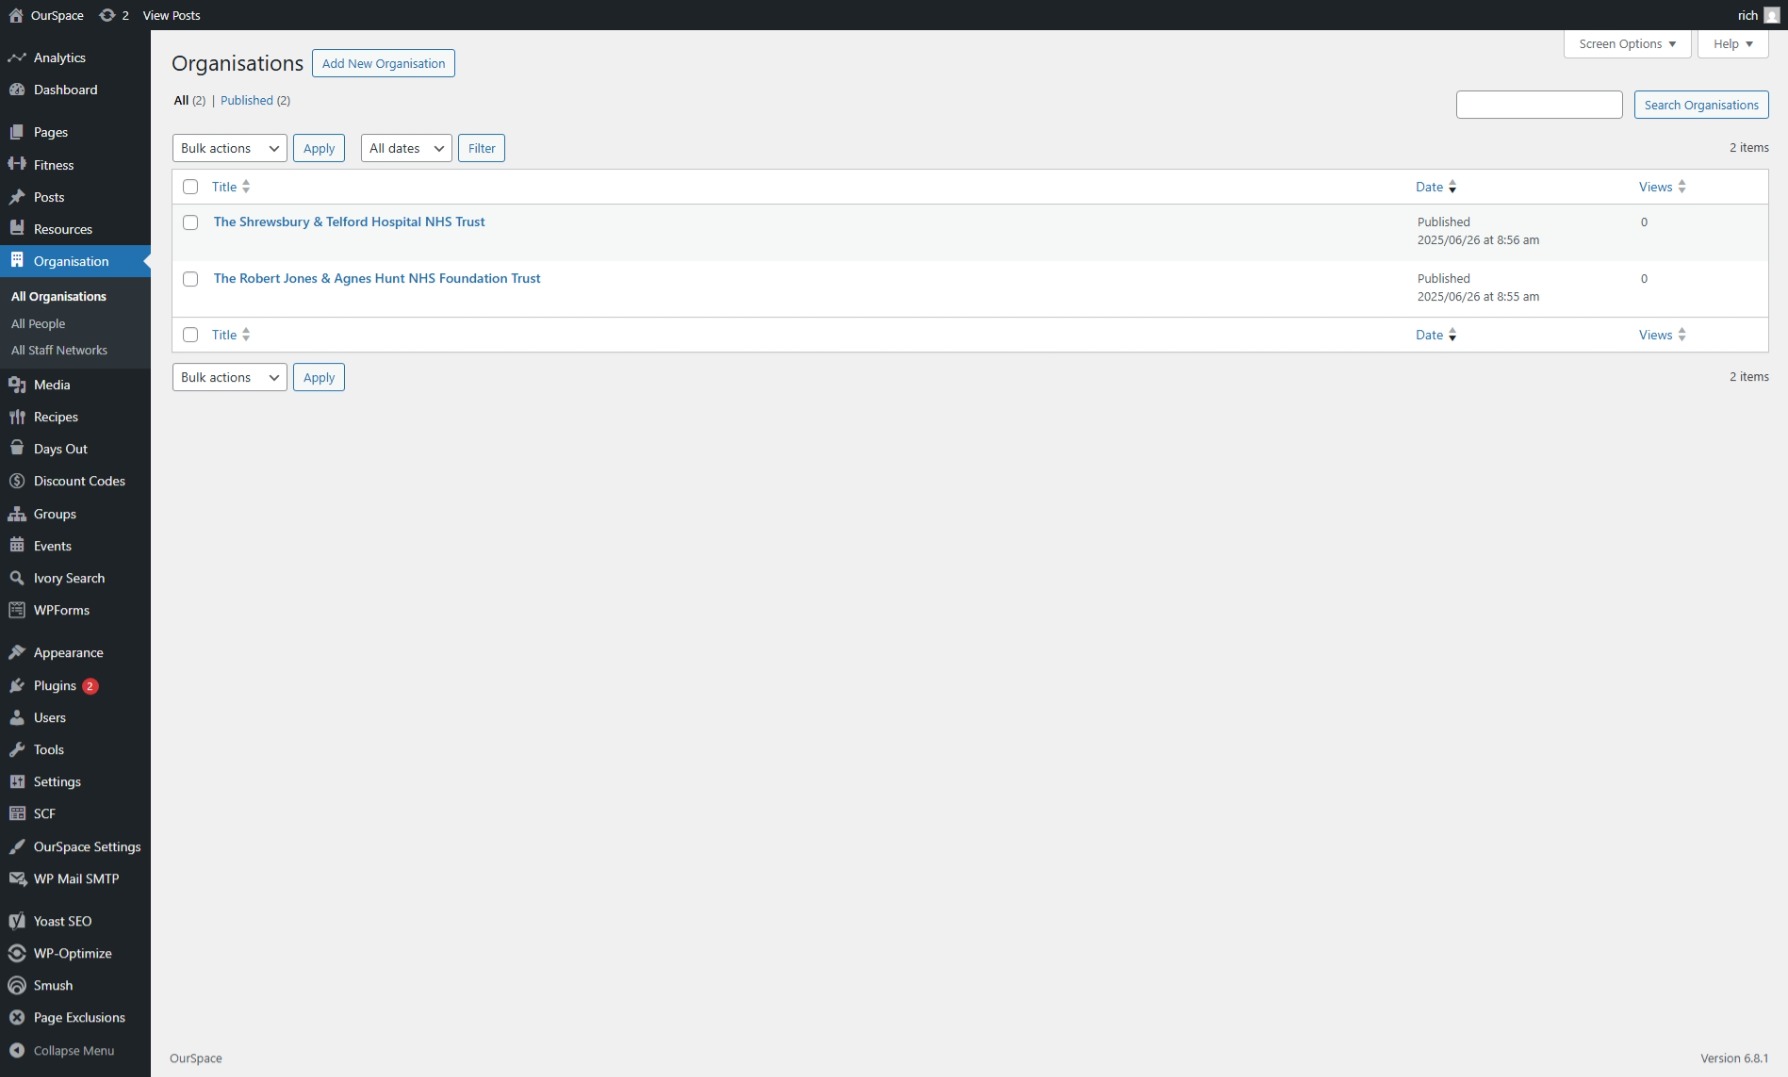 OurSpace 2 View Posts rich
Analytics
Dashboard
Pages
Fitness
Posts
Resources
Organisation
All Organisations
All People
All Staff Networks
Media
Recipes
Days Out
Discount Codes
Groups
Events
Ivory Search
WPForms
Appearance
Plugins 2
Users
Tools
Settings
SCF
OurSpace Settings
WP Mail SMTP
Yoast SEO
WP-Optimize
Smush
Page Exclusions
Collapse Menu
Screen Options Help
Organisations Add New Organisation
All (2) | Published (2)
Search Organisations
Bulk actions Apply All dates Filter 2 items
Title Date Views
The Shrewsbury & Telford Hospital NHS Trust Published 0
2025/06/26 at 8:56 am
The Robert Jones & Agnes Hunt NHS Foundation Trust Published 0
2025/06/26 at 8:55 am
Title Date Views
Bulk actions Apply 2 items
OurSpace Version 6.8.1